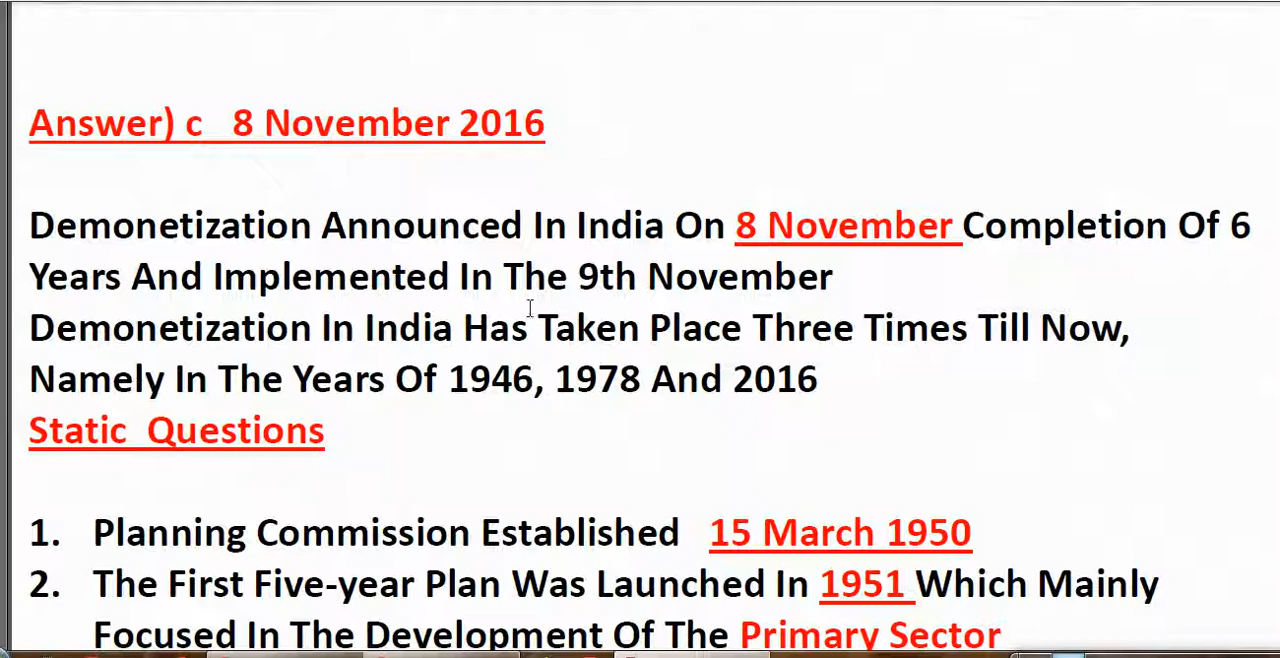 Answer) c 8 November 2016
Demonetization Announced In India On 8 November Completion Of 6
Years And Implemented In The 9th November
Demonetization In India Has Taken Place Three Times Till Now,
Namely In The Years Of 1946, 1978 And 2016
Static Questions
1. Planning Commission Established 15 March 1950
2. The First Five-year Plan Was Launched In 1951 Which Mainly
Focused In The Development Of The Primary Sector